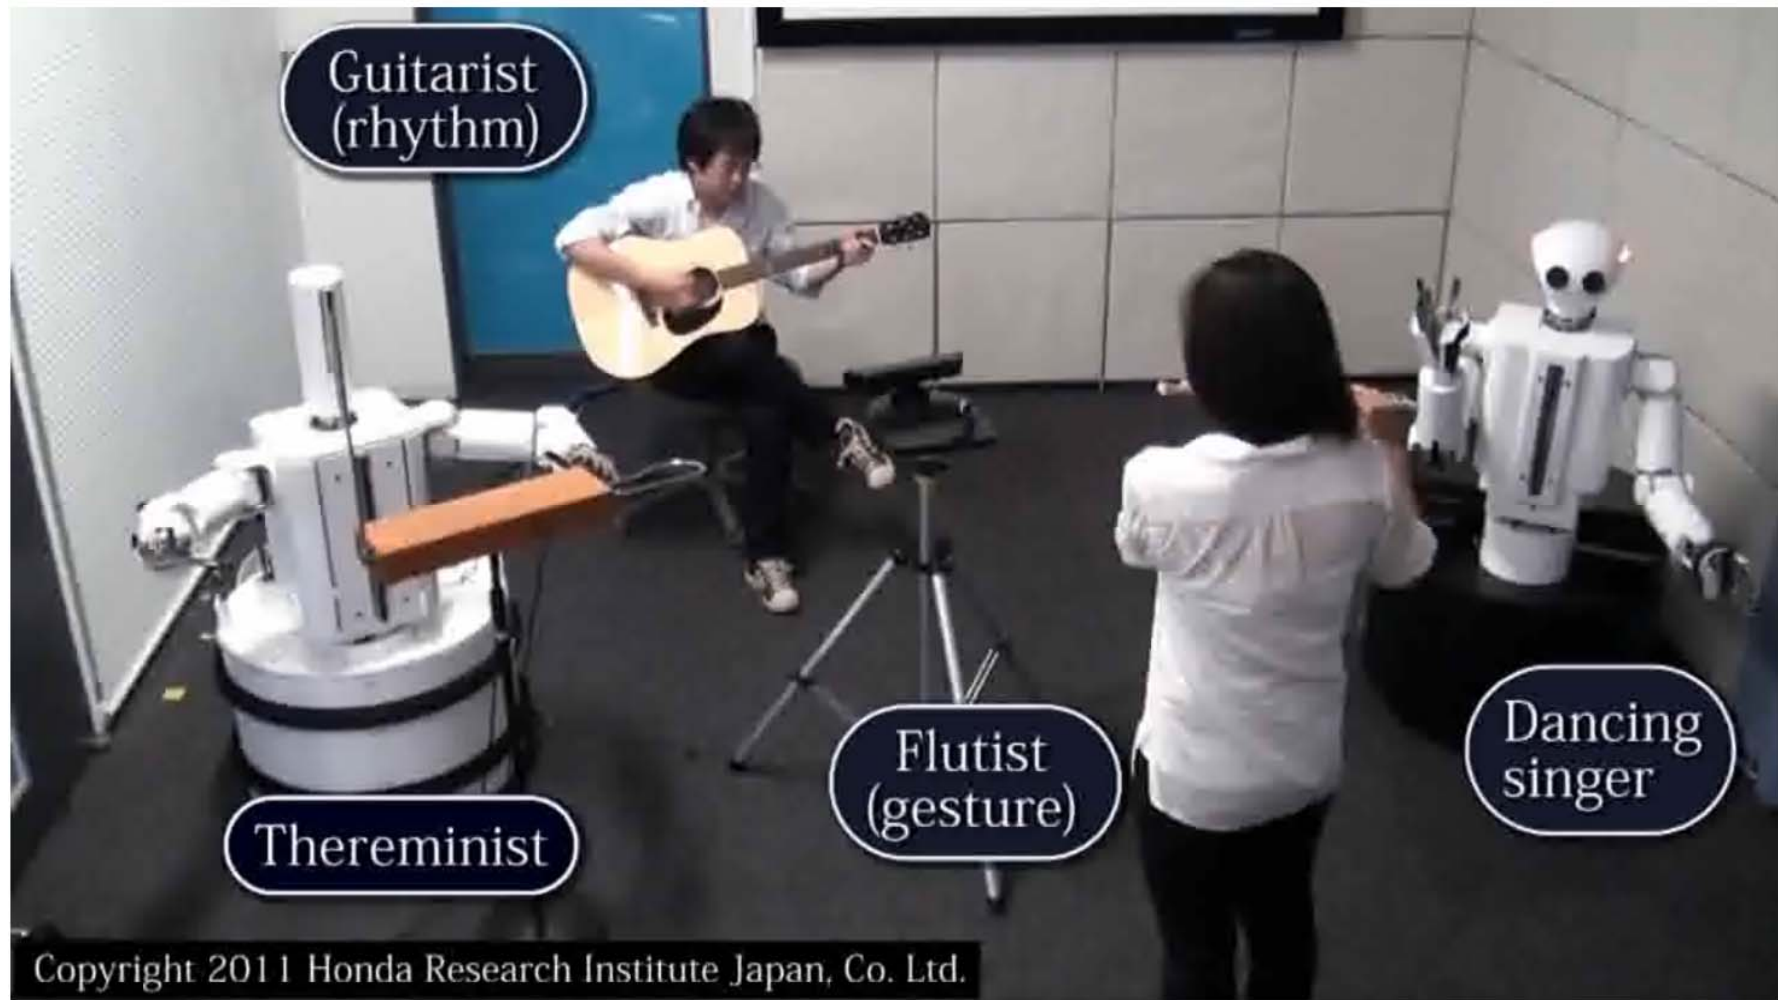 Guitarist
(rhythm)
Flutist
(gesture)
Dancing
singer
Thereminist
Copyright 2011 Honda Research Institute Japan, Co. Ltd.